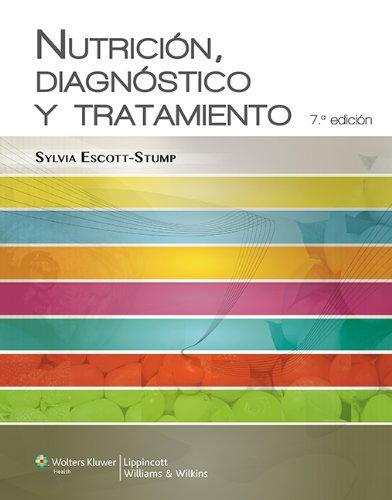 NUTRICIÓN,
DIAGNÓSTICO
Y TRATAMIENTO 7.ª edición
SYLVIA ESCOTT-STUMP
Wolters Kluwer
Health
Lippincott
Williams & Wilkins